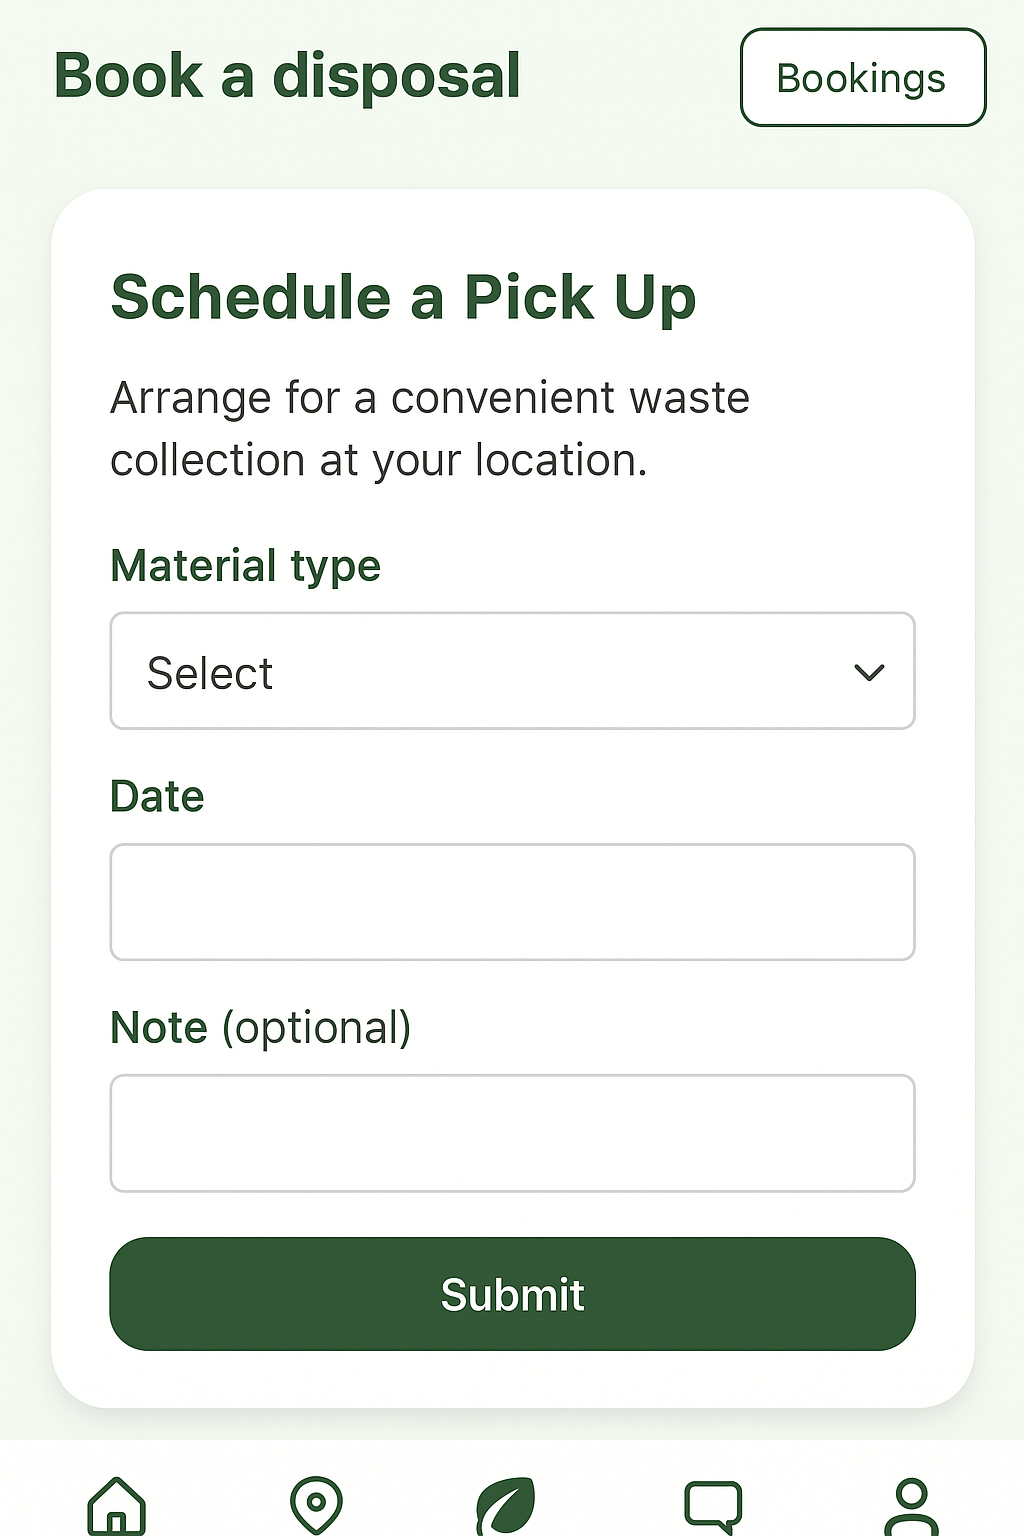 Book a disposal
Bookings
Schedule a Pick Up
Arrange for a convenient waste
collection at your location.
Material type
Select
Date
Note (optional)
Submit